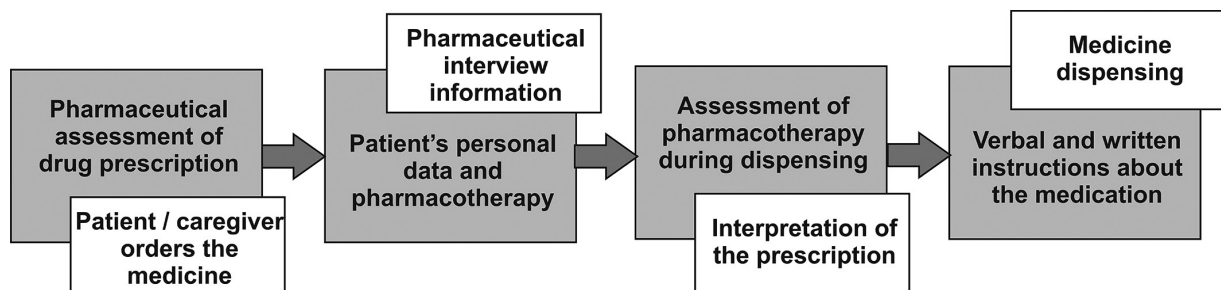 Pharmaceutical
assessment of
drug prescription
Patient / caregiver
orders the
medicine
Pharmaceutical
interview
information
Patient’s personal
data and
pharmacotherapy
Assessment of
pharmacotherapy
during dispensing
Interpretation of
the prescription
Medicine
dispensing
Verbal and written
instructions about
the medication